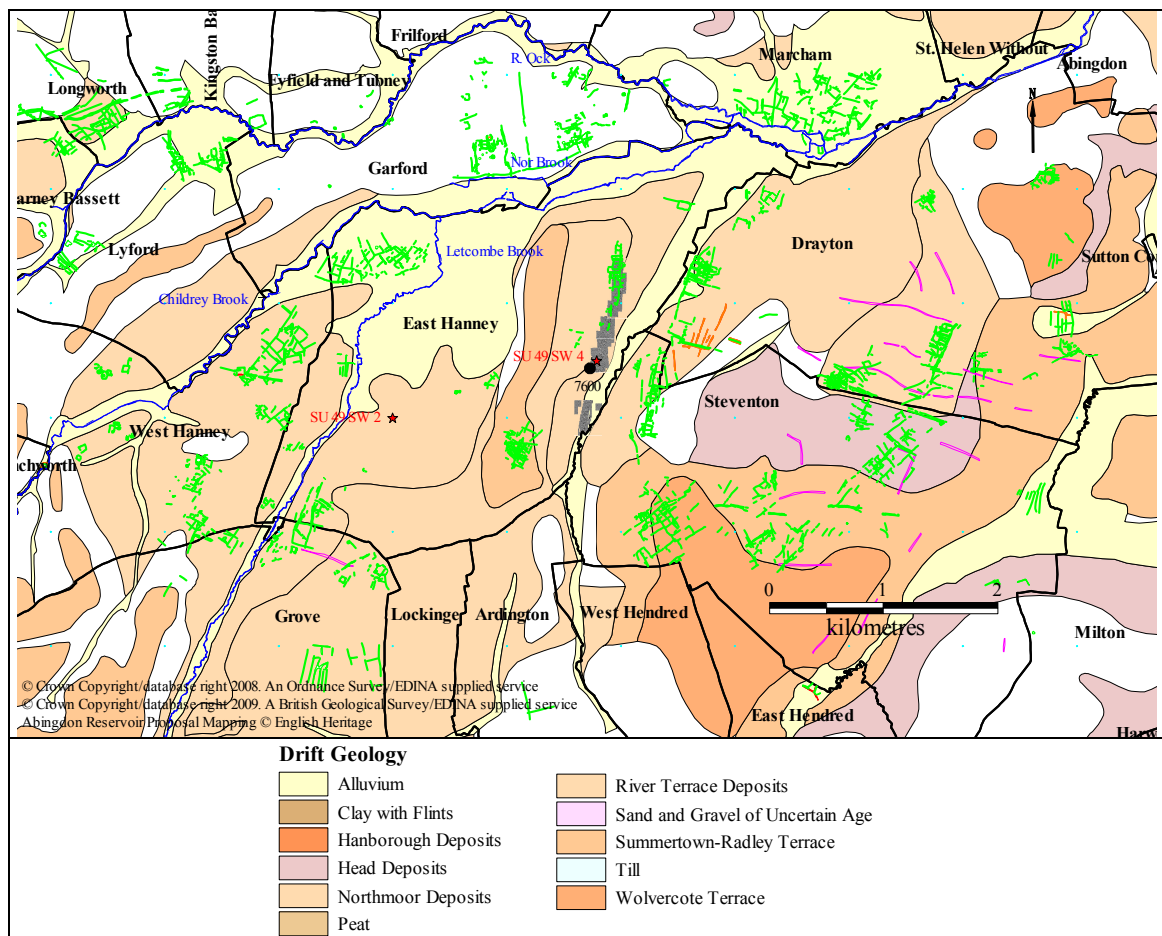 Frilford
Marcham
St. Helen Without
Abingdon
Kingston Ba
R. Ock
Eyfield and Tubney
Longworth
N
Nor Brook
Garford
arney Bassett
Lyford
Drayton
Letcombe Brook
Sutton Co
Childrey Brook
East Hanney
SU 49 SW 4
7600
Steventon
SU 49 SW 2
West Hanney
chworth
0 1 2
kilometres
Grove
Lockinge
Ardington
West Hendred
Milton
© Crown Copyright/database right 2008. An Ordnance Survey/EDINA supplied service
© Crown Copyright/database right 2009. A British Geological Survey/EDINA supplied service
Abingdon Reservoir Proposal Mapping © English Heritage
East Hendred
Harw
Drift Geology
Alluvium
Clay with Flints
Hanborough Deposits
Head Deposits
Northmoor Deposits
Peat
River Terrace Deposits
Sand and Gravel of Uncertain Age
Summertown-Radley Terrace
Till
Wolvercote Terrace